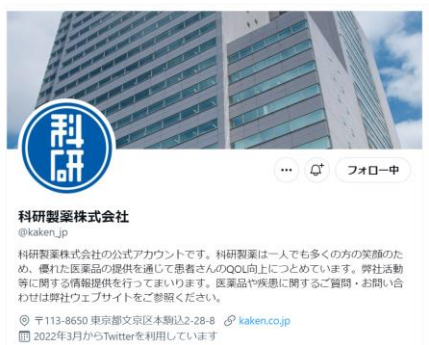 科研
フォロー中
科研製薬株式会社
@kaken_jp
科研製薬株式会社の公式アカウントです。科研製薬は一人でも多くの方の笑顔のた
め、優れた医薬品の提供を通じて患者さんのQOL向上につとめています。弊社活動
等に関する情報提供を行ってまいります。医薬品や疾患に関するご質問・お問い合
わせは弊社ウェブサイトをご参照ください。
〒113-8650 東京都文京区本駒込2-28-8 kaken.co.jp
2022年3月からTwitterを利用しています